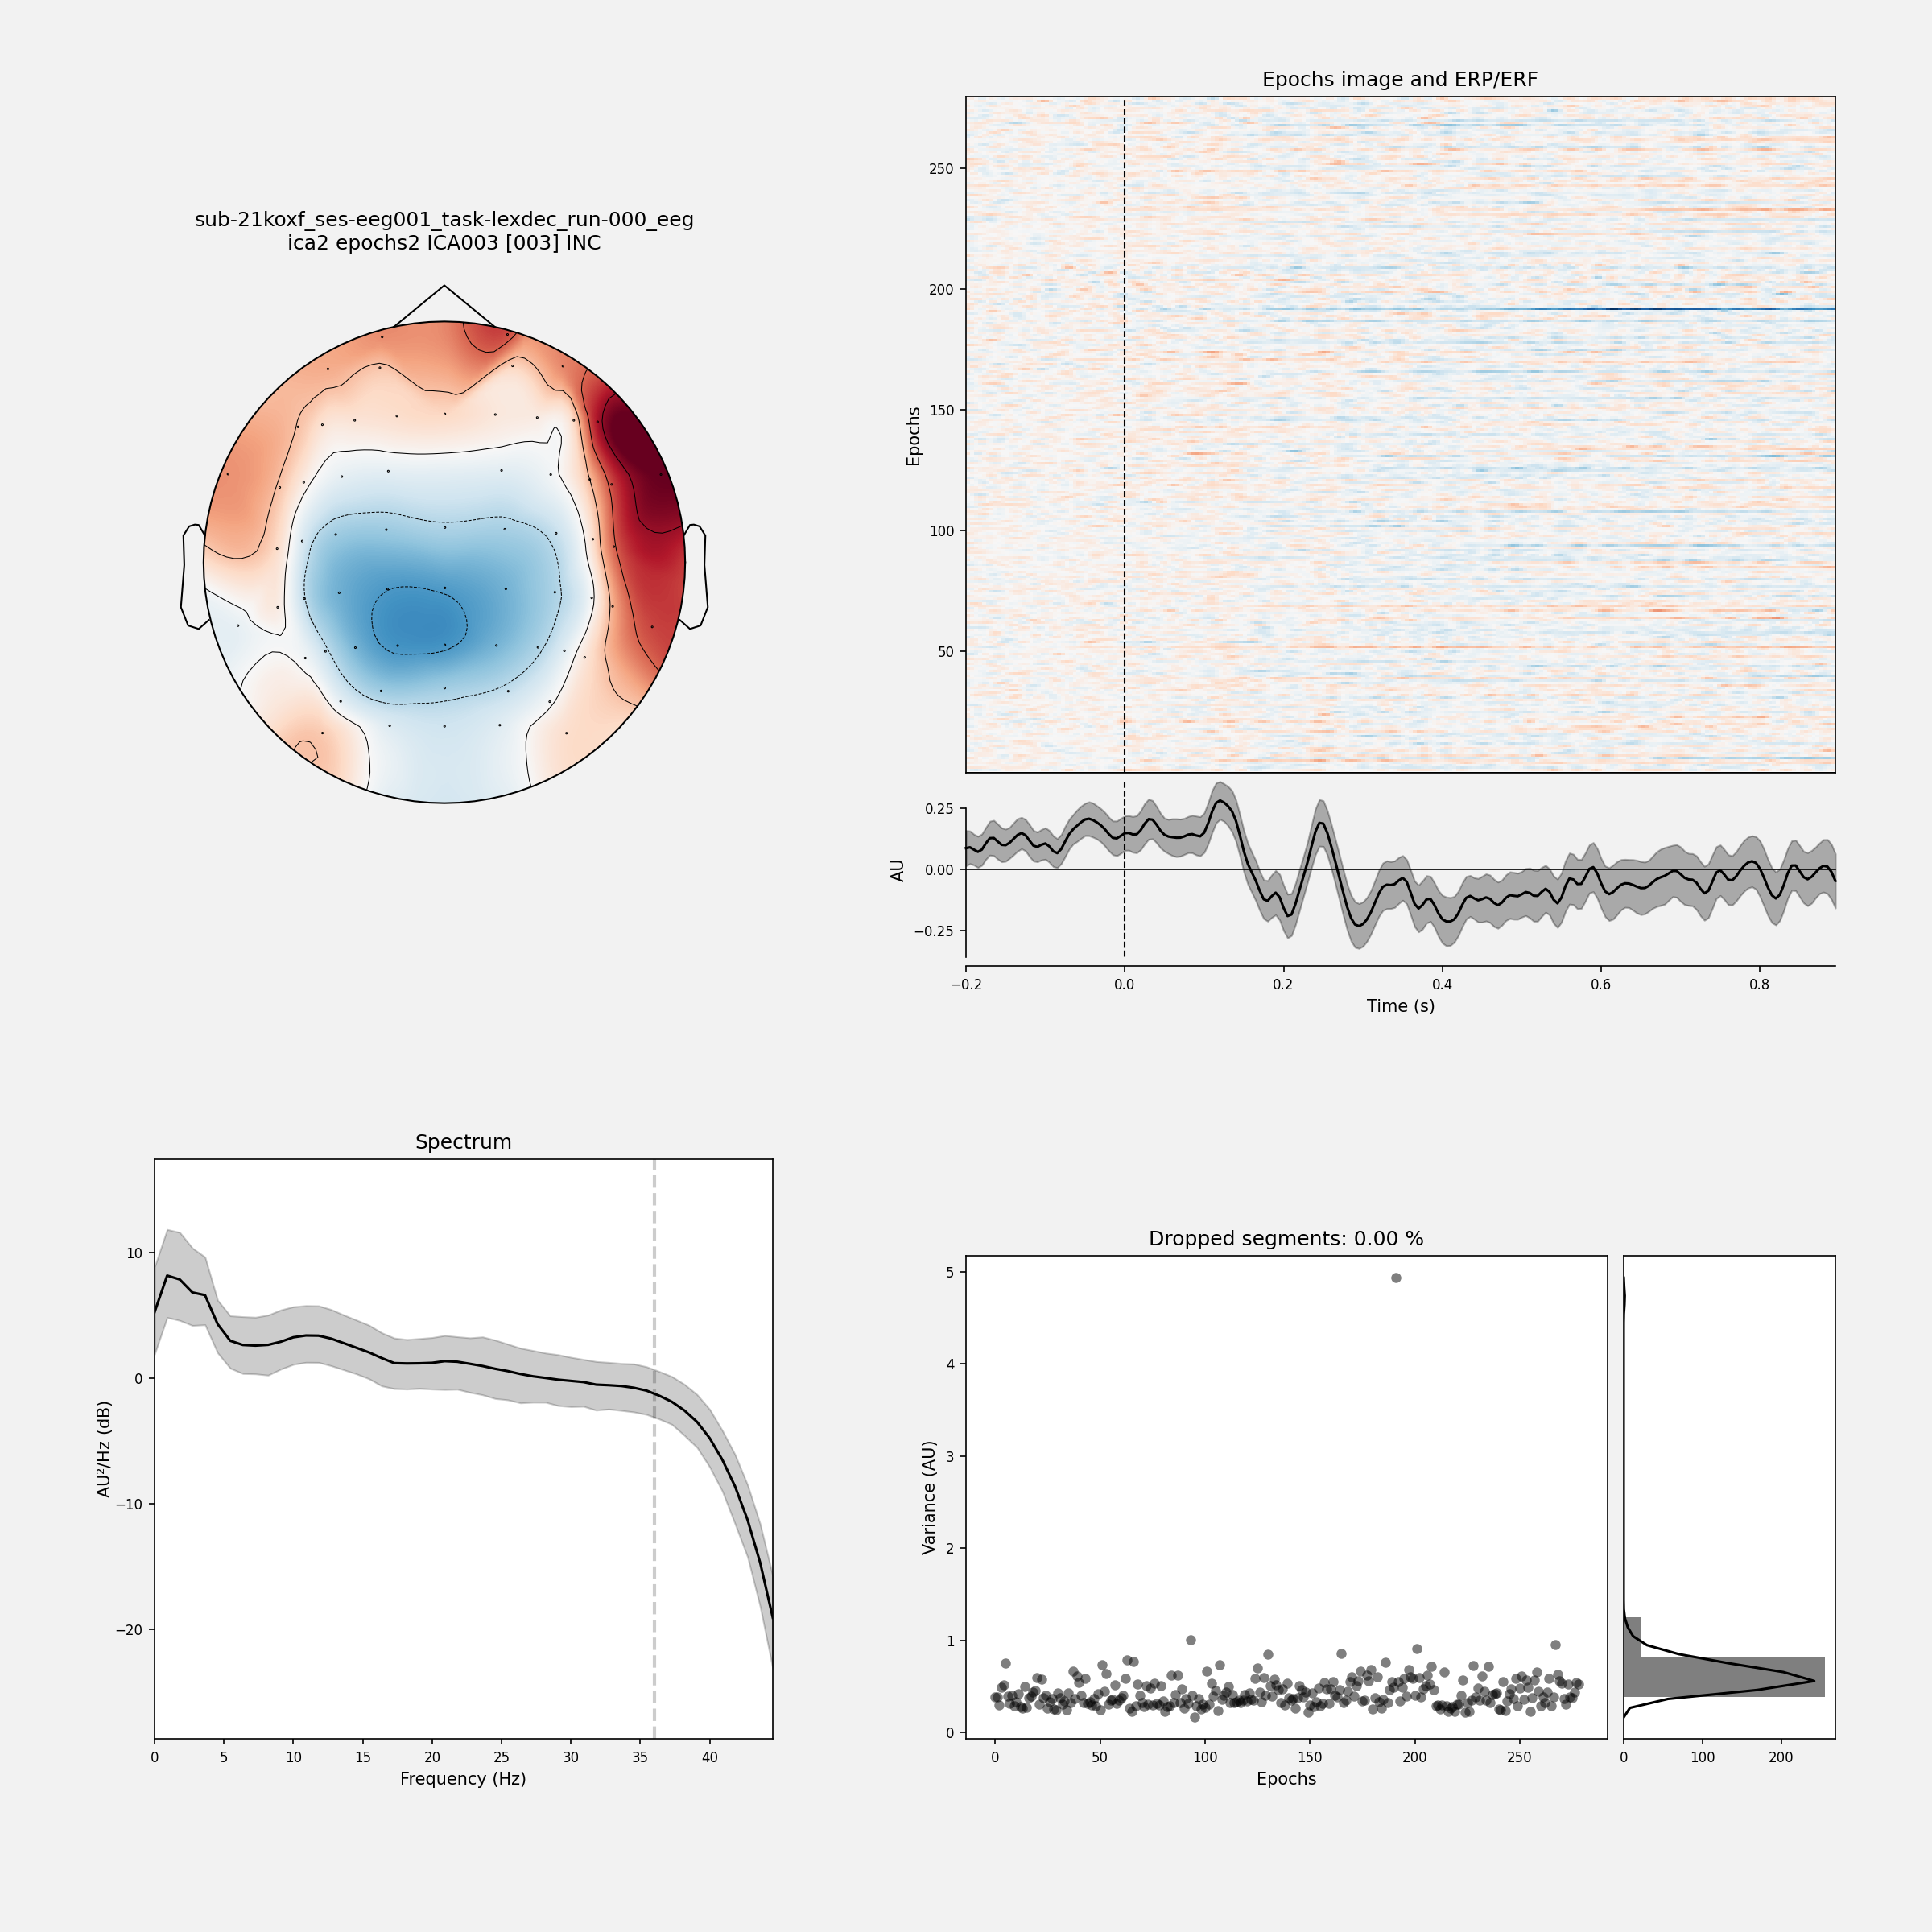 sub-21koxf_ses-eeg001_task-lexdec_run-000_eeg
ica2 epochs2 ICA003 [003] INC
Epochs image and ERP/ERF
Epochs
250
200
150
100
50
AU
0.25
0.00
−0.25
−0.2 0.0 0.2 0.4 0.6 0.8
Time (s)
Spectrum
AU²/Hz (dB)
10
0
−10
−20
0 5 10 15 20 25 30 35 40
Frequency (Hz)
Dropped segments: 0.00 %
Variance (AU)
5
4
3
2
1
0
0 50 100 150 200 250
Epochs
0 100 200